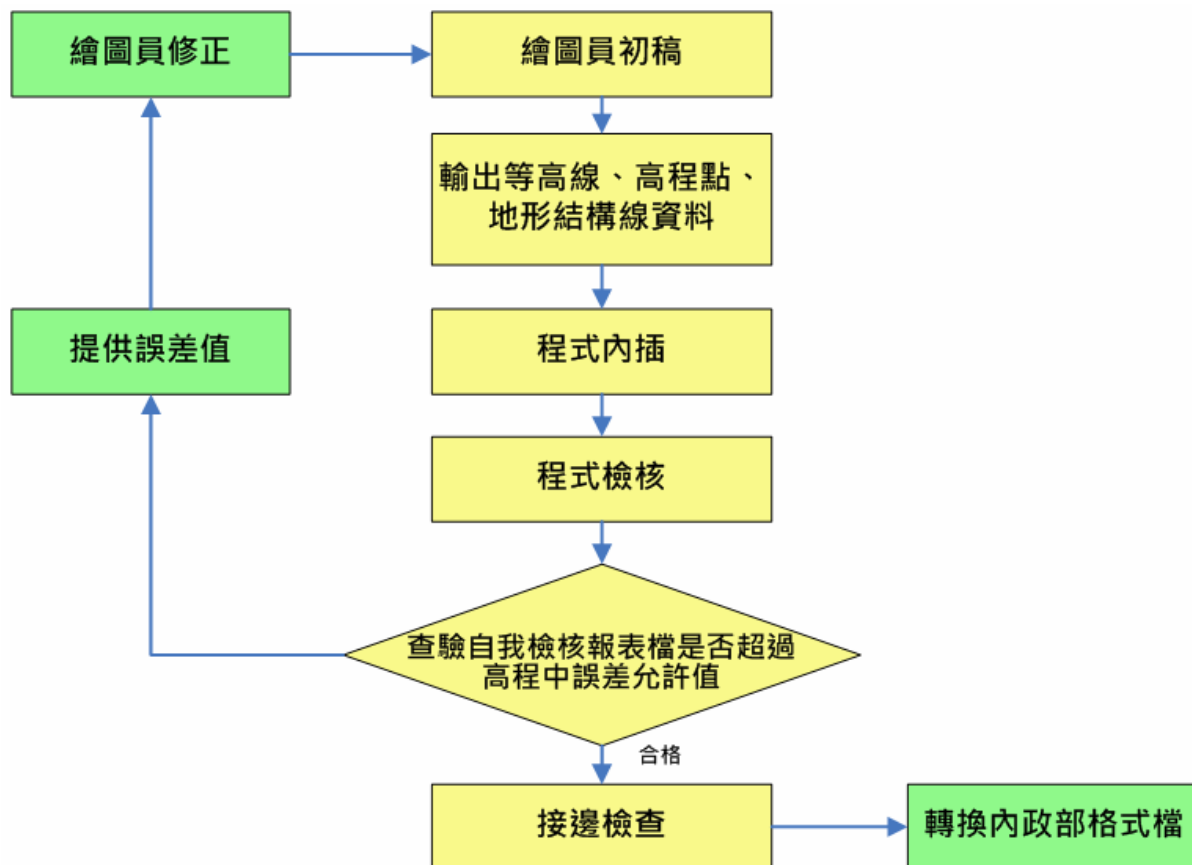 繪圖員修正
繪圖員初稿
輸出等高線、高程點、
地形結構線資料
提供誤差值
程式內插
程式檢核
查驗自我檢核報表檔是否超過
高程中誤差允許值
合格
接邊檢查
轉換內政部格式檔